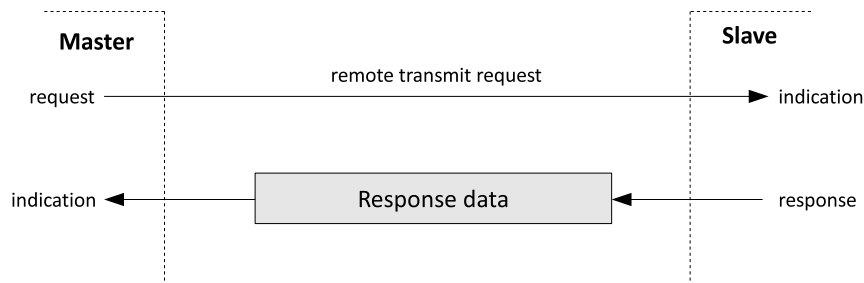 Master
Slave
remote transmit request
request
indication
indication
Response data
response